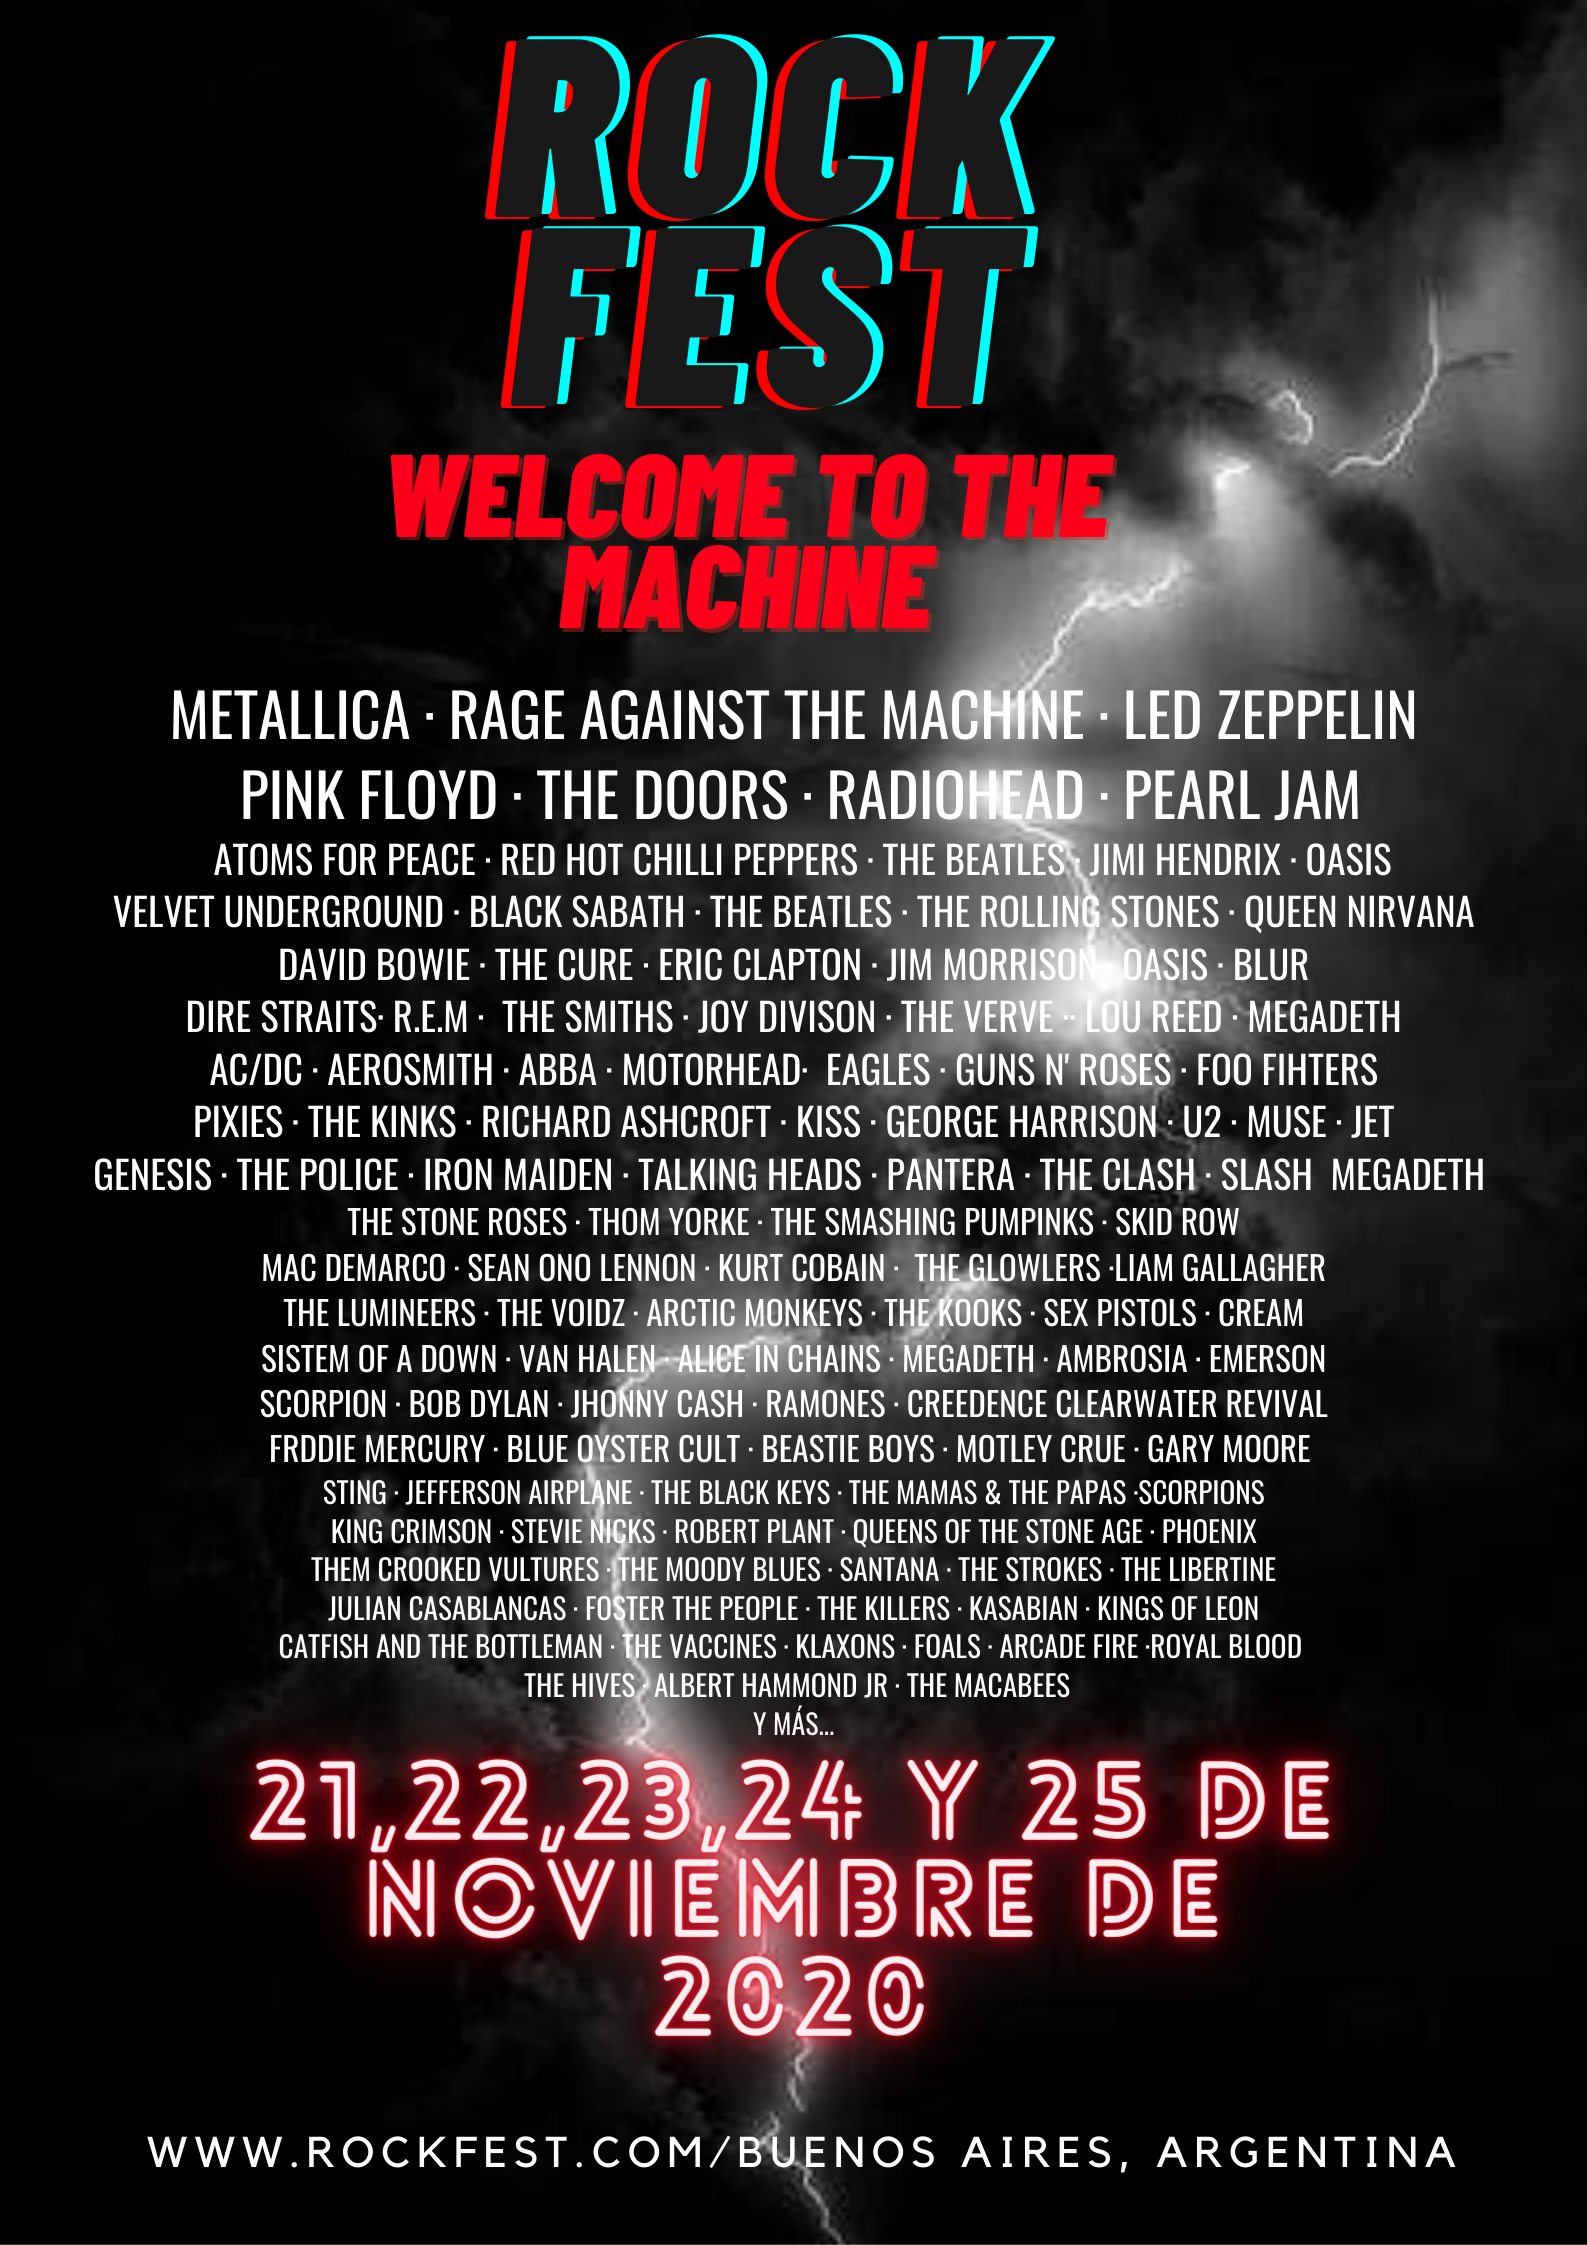 ROCK
FEST
WELCOME TO THE
MACHINE
METALLICA · RAGE AGAINST THE MACHINE · LED ZEPPELIN
PINK FLOYD · THE DOORS · RADIOHEAD · PEARL JAM
ATOMS FOR PEACE · RED HOT CHILLI PEPPERS · THE BEATLES · JIMI HENDRIX · OASIS
VELVET UNDERGROUND · BLACK SABATH · THE BEATLES · THE ROLLING STONES · QUEEN NIRVANA
DAVID BOWIE · THE CURE · ERIC CLAPTON · JIM MORRISON · OASIS · BLUR
DIRE STRAITS· R.E.M ·  THE SMITHS · JOY DIVISON · THE VERVE ·· LOU REED · MEGADETH
AC/DC · AEROSMITH · ABBA · MOTORHEAD·  EAGLES · GUNS N' ROSES · FOO FIHTERS
PIXIES · THE KINKS · RICHARD ASHCROFT · KISS · GEORGE HARRISON · U2 · MUSE · JET
GENESIS · THE POLICE · IRON MAIDEN · TALKING HEADS · PANTERA · THE CLASH · SLASH  MEGADETH
THE STONE ROSES · THOM YORKE · THE SMASHING PUMPINKS · SKID ROW
MAC DEMARCO · SEAN ONO LENNON · KURT COBAIN ·  THE GLOWLERS ·LIAM GALLAGHER
THE LUMINEERS · THE VOIDZ · ARCTIC MONKEYS · THE KOOKS · SEX PISTOLS · CREAM
SISTEM OF A DOWN · VAN HALEN · ALICE IN CHAINS · MEGADETH · AMBROSIA · EMERSON
SCORPION · BOB DYLAN · JHONNY CASH · RAMONES · CREEDENCE CLEARWATER REVIVAL
FRDDIE MERCURY · BLUE OYSTER CULT · BEASTIE BOYS · MOTLEY CRUE · GARY MOORE
STING · JEFFERSON AIRPLANE · THE BLACK KEYS · THE MAMAS & THE PAPAS ·SCORPIONS
KING CRIMSON · STEVIE NICKS · ROBERT PLANT · QUEENS OF THE STONE AGE · PHOENIX
THEM CROOKED VULTURES · THE MOODY BLUES · SANTANA · THE STROKES · THE LIBERTINE
JULIAN CASABLANCAS · FOSTER THE PEOPLE · THE KILLERS · KASABIAN · KINGS OF LEON
CATFISH AND THE BOTTLEMAN · THE VACCINES · KLAXONS · FOALS · ARCADE FIRE ·ROYAL BLOOD
THE HIVES · ALBERT HAMMOND JR · THE MACABEES
Y MÁS...
21,22,23,24 Y 25 DE
NOVIEMBRE DE
2020
WWW.ROCKFEST.COM/BUENOS AIRES, ARGENTINA